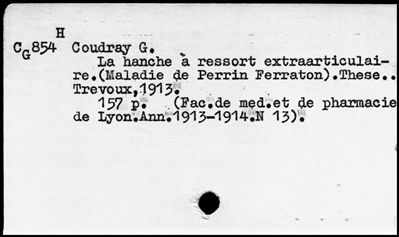 H
CG854 Coudray G.
La hanche à ressort extraarticulai-
re.(Maladie de Perrin Ferraton).These..
Trevoux,1913.
157 p. (Fac.de med.et de pharmacie
de Lyon.Ann.1913-1914.N 13).